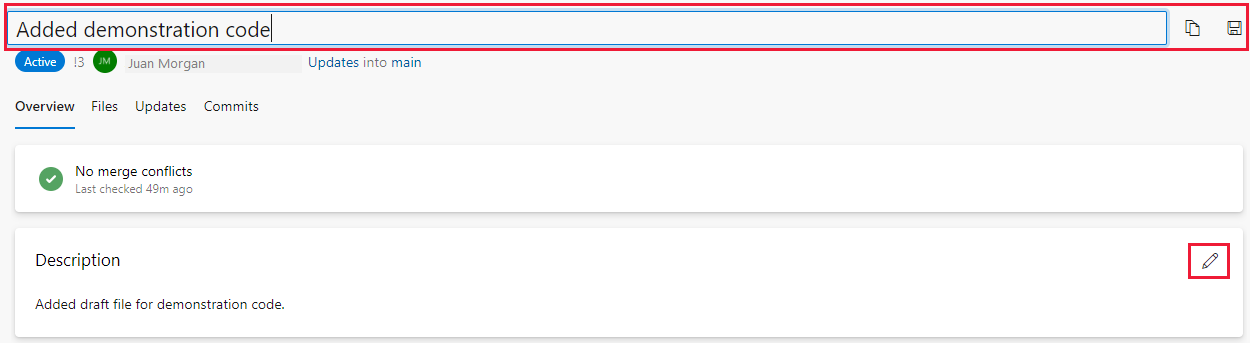 Added demonstration code
Active !3 JM Juan Morgan Updates into main
Overview Files Updates Commits
No merge conflicts
Last checked 49m ago
Description
Added draft file for demonstration code.